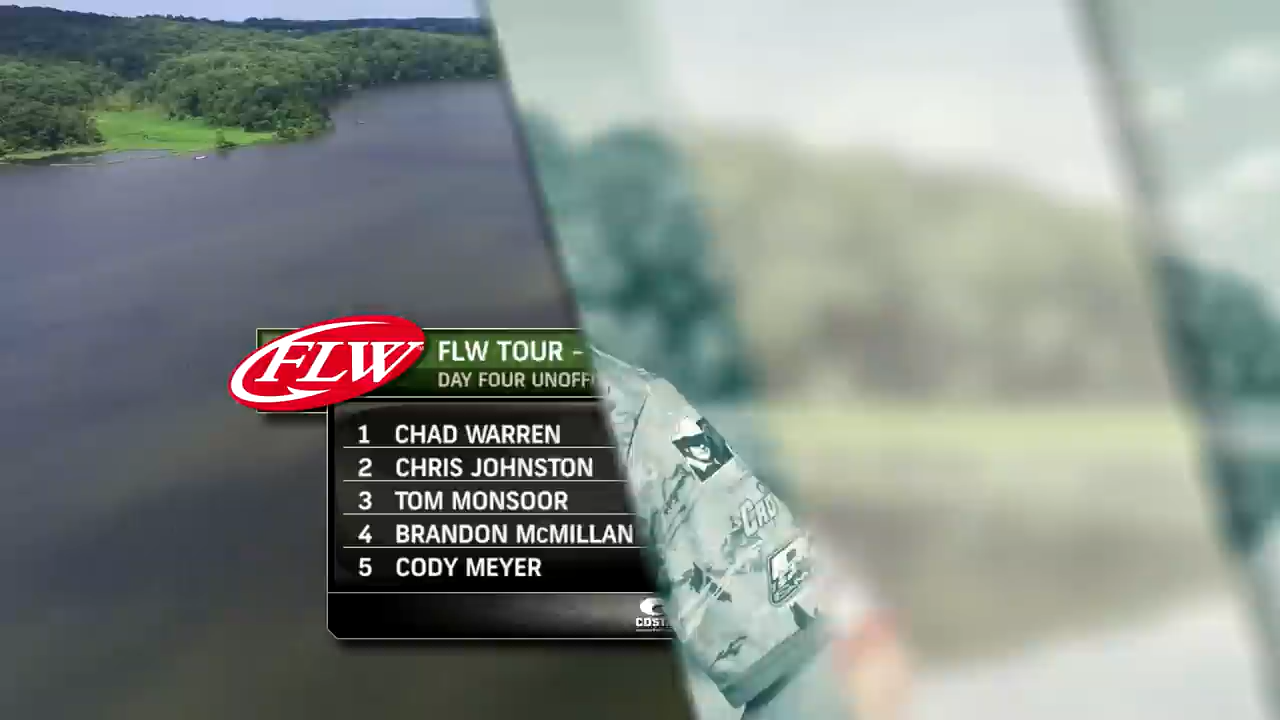 FLW
FLW TOUR -
DAY FOUR UNOFF
1 CHAD WARREN
2 CHRIS JOHNSTON
3 TOM MONSOOR
4 BRANDON McMILLAN
5 CODY MEYER
COST